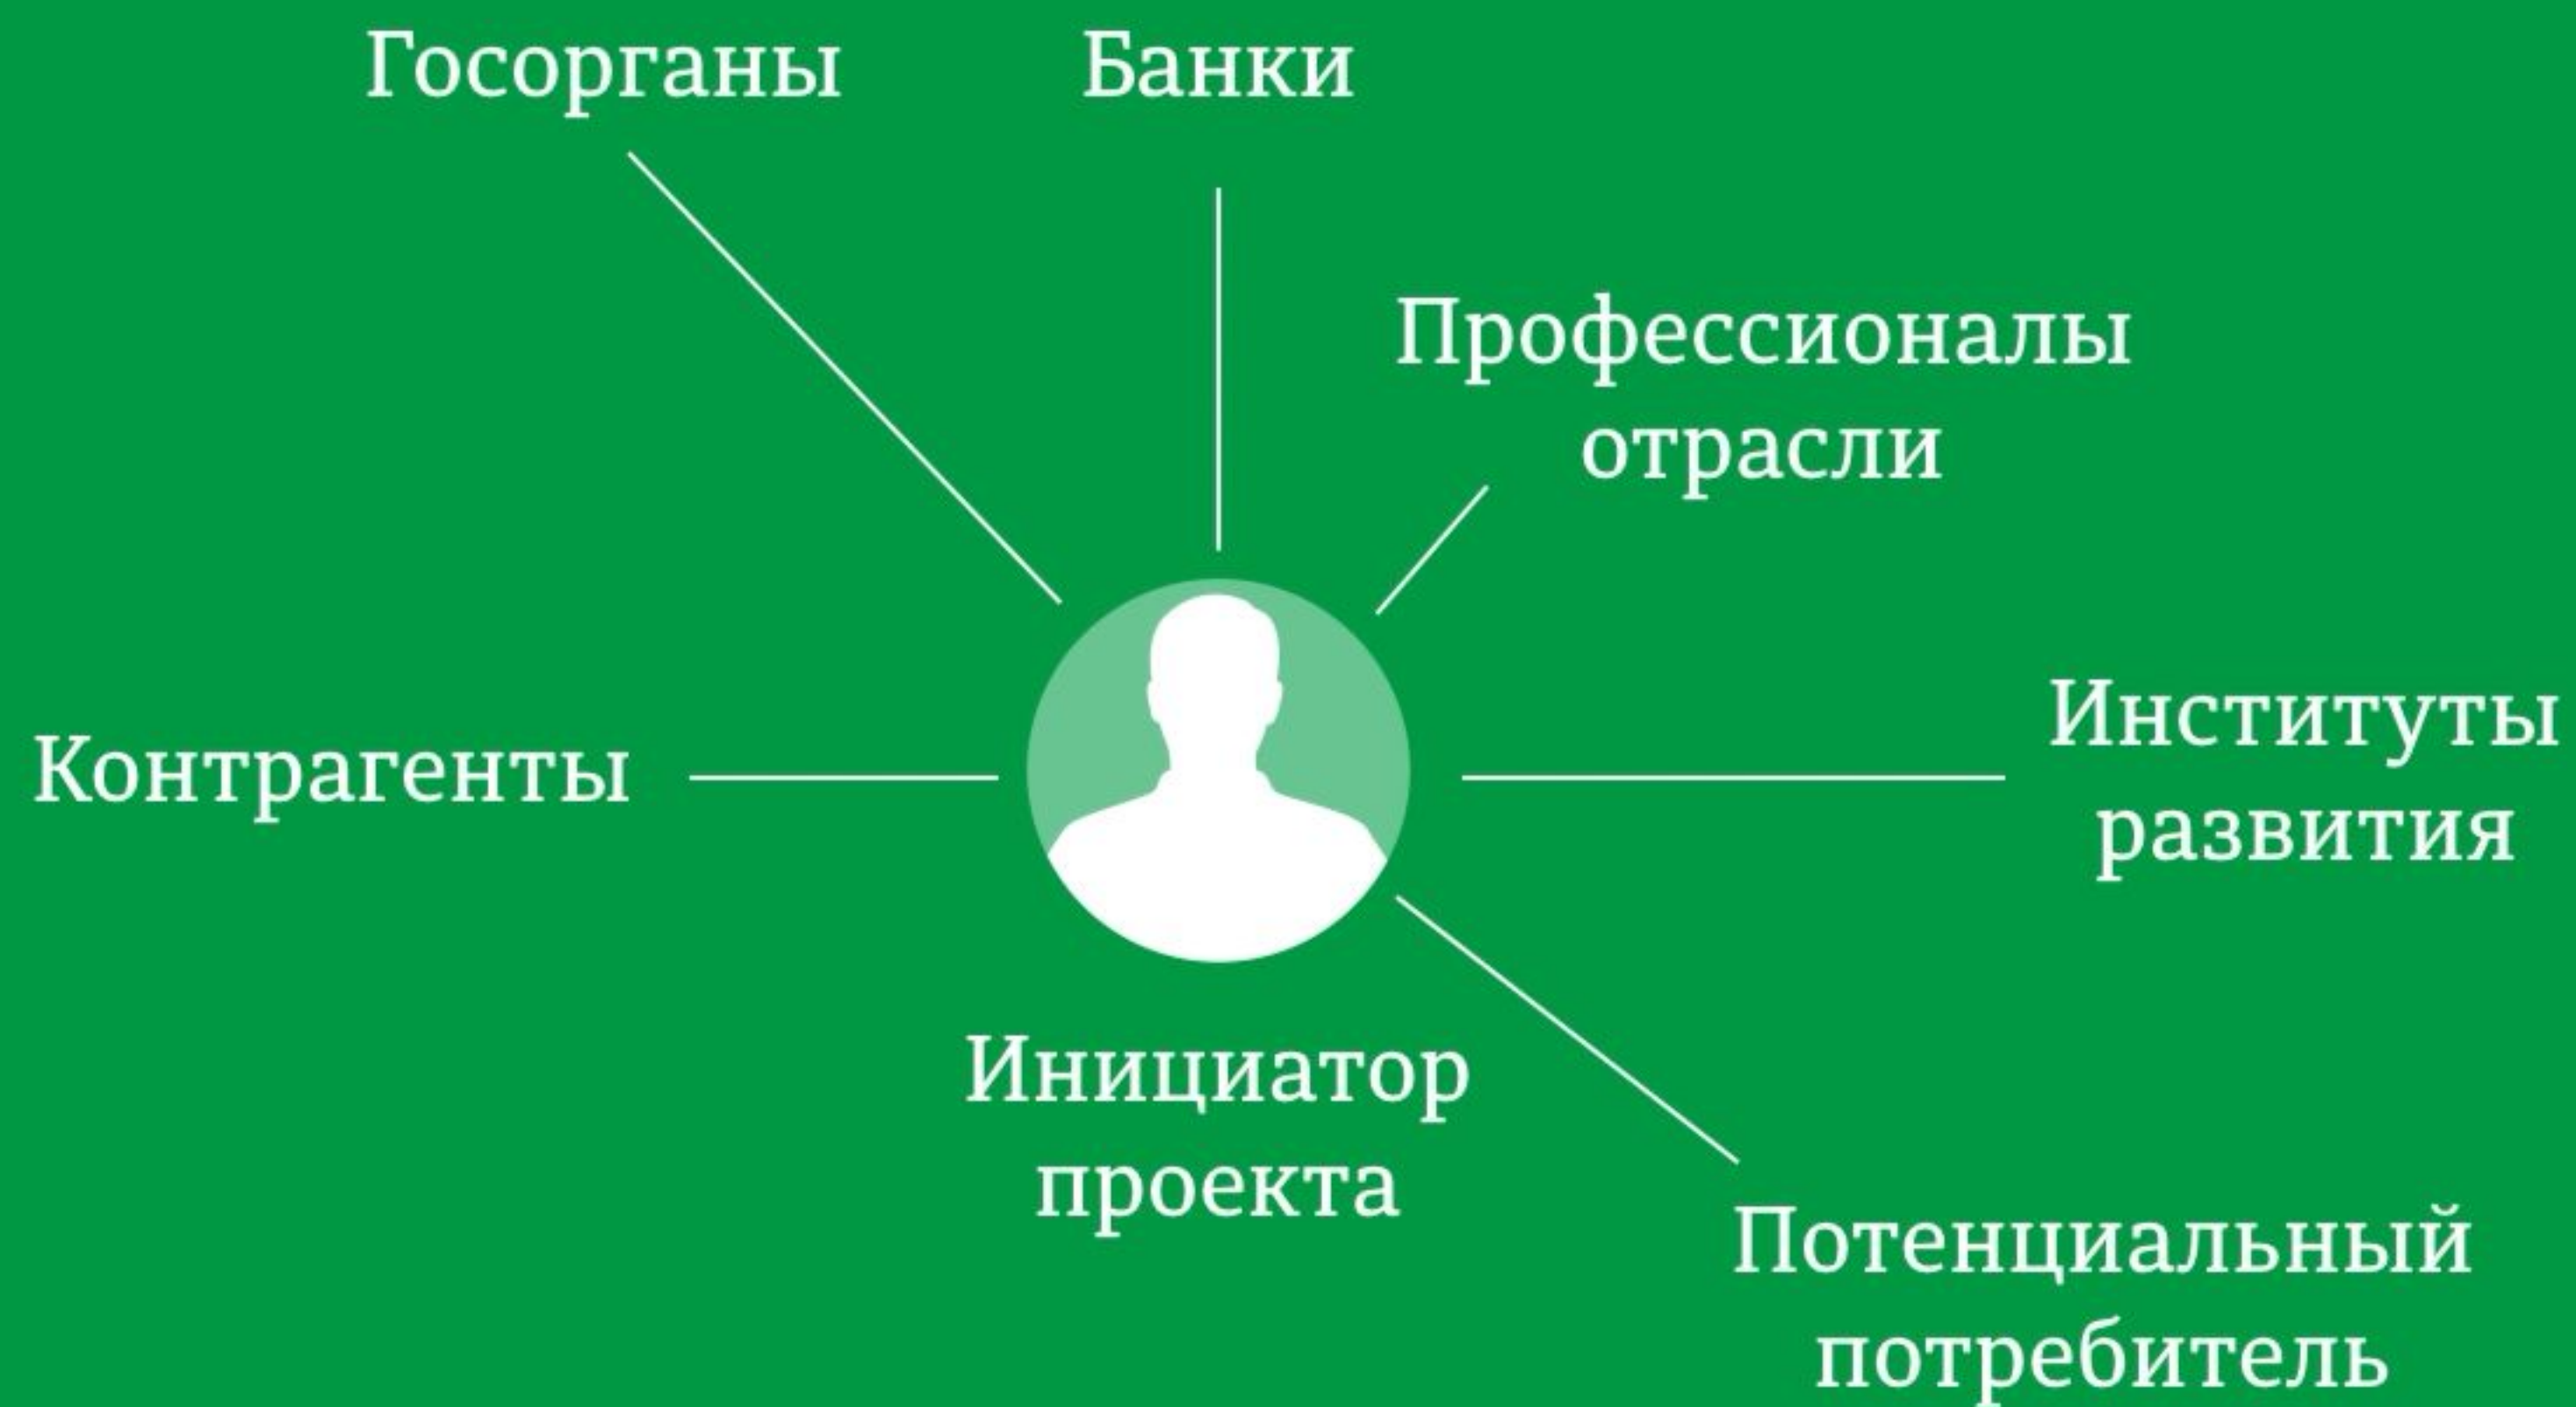 Госорганы
Банки
Профессионалы
отрасли
Контрагенты
Институты
развития
Инициатор
проекта
Потенциальный
потребитель